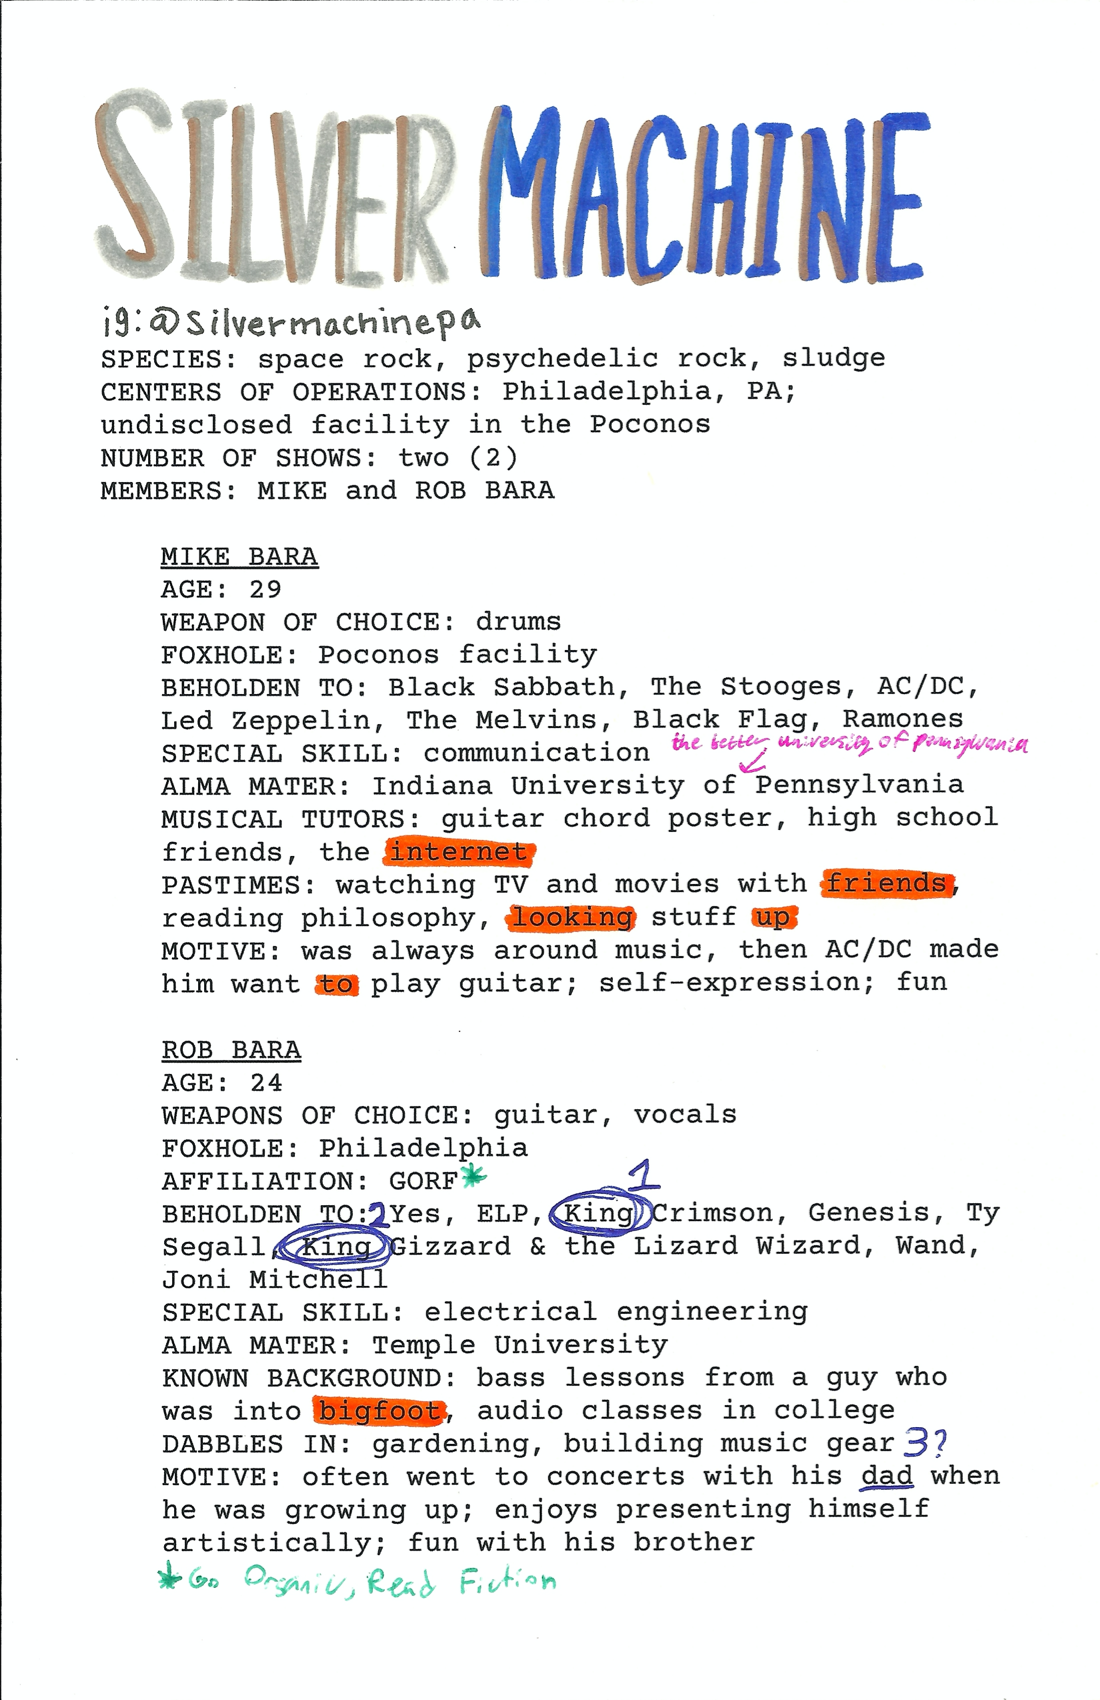 SILVER MACHINE
ig:@silvermachinepa
SPECIES: space rock, psychedelic rock, sludge
CENTERS OF OPERATIONS: Philadelphia, PA;
undisclosed facility in the Poconos
NUMBER OF SHOWS: two (2)
MEMBERS: MIKE and ROB BARA
MIKE BARA
AGE: 29
WEAPON OF CHOICE: drums
FOXHOLE: Poconos facility
BEHOLDEN TO: Black Sabbath, The Stooges, AC/DC,
Led Zeppelin, The Melvins, Black Flag, Ramones
the better university of pennsylvania
SPECIAL SKILL: communication
ALMA MATER: Indiana University of Pennsylvania
MUSICAL TUTORS: guitar chord poster, high school
friends, the internet
PASTIMES: watching TV and movies with friends,
reading philosophy, looking stuff up
MOTIVE: was always around music, then AC/DC made
him want to play guitar; self-expression; fun
ROB BARA
AGE: 24
WEAPONS OF CHOICE: guitar, vocals
FOXHOLE: Philadelphia
AFFILIATION: GORF*
1
BEHOLDEN TO:2Yes, ELP, King Crimson, Genesis, Ty
Segall, King Gizzard & the Lizard Wizard, Wand,
Joni Mitchell
SPECIAL SKILL: electrical engineering
ALMA MATER: Temple University
KNOWN BACKGROUND: bass lessons from a guy who
was into bigfoot, audio classes in college
DABBLES IN: gardening, building music gear 3?
MOTIVE: often went to concerts with his dad when
he was growing up; enjoys presenting himself
artistically; fun with his brother
*Go Organic, Read Fiction